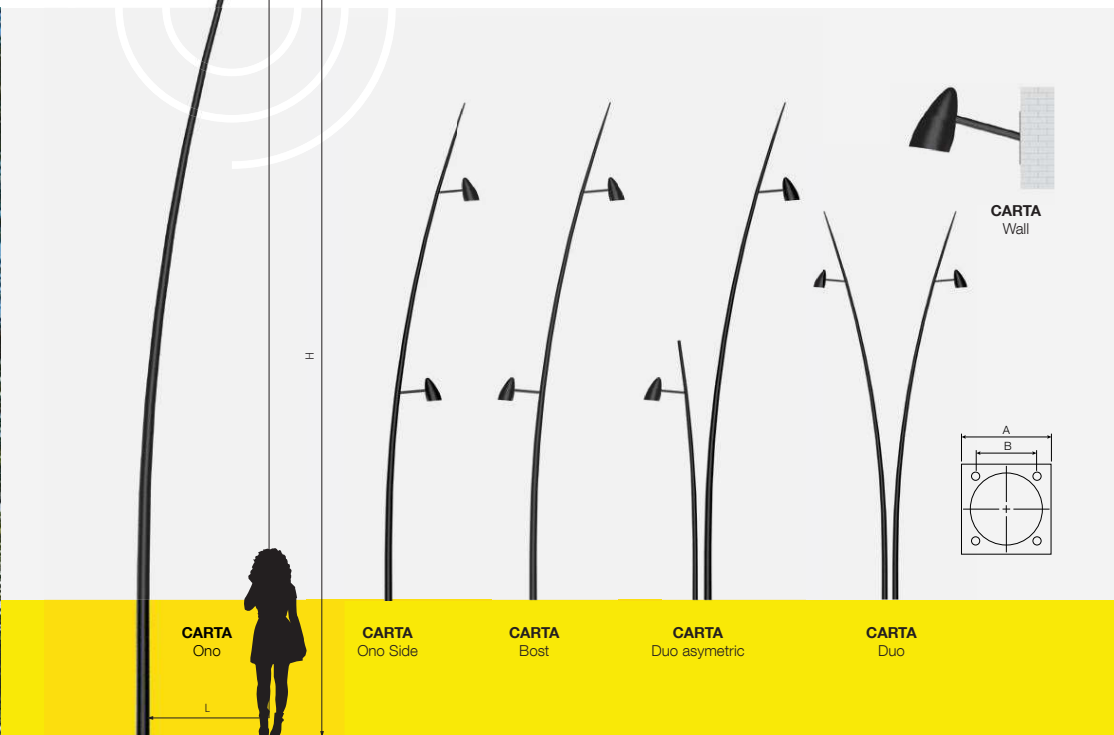 CARTA
Wall
H
A
B
CARTA
Ono
CARTA
Ono Side
CARTA
Bost
CARTA
Duo asymetric
CARTA
Duo
L